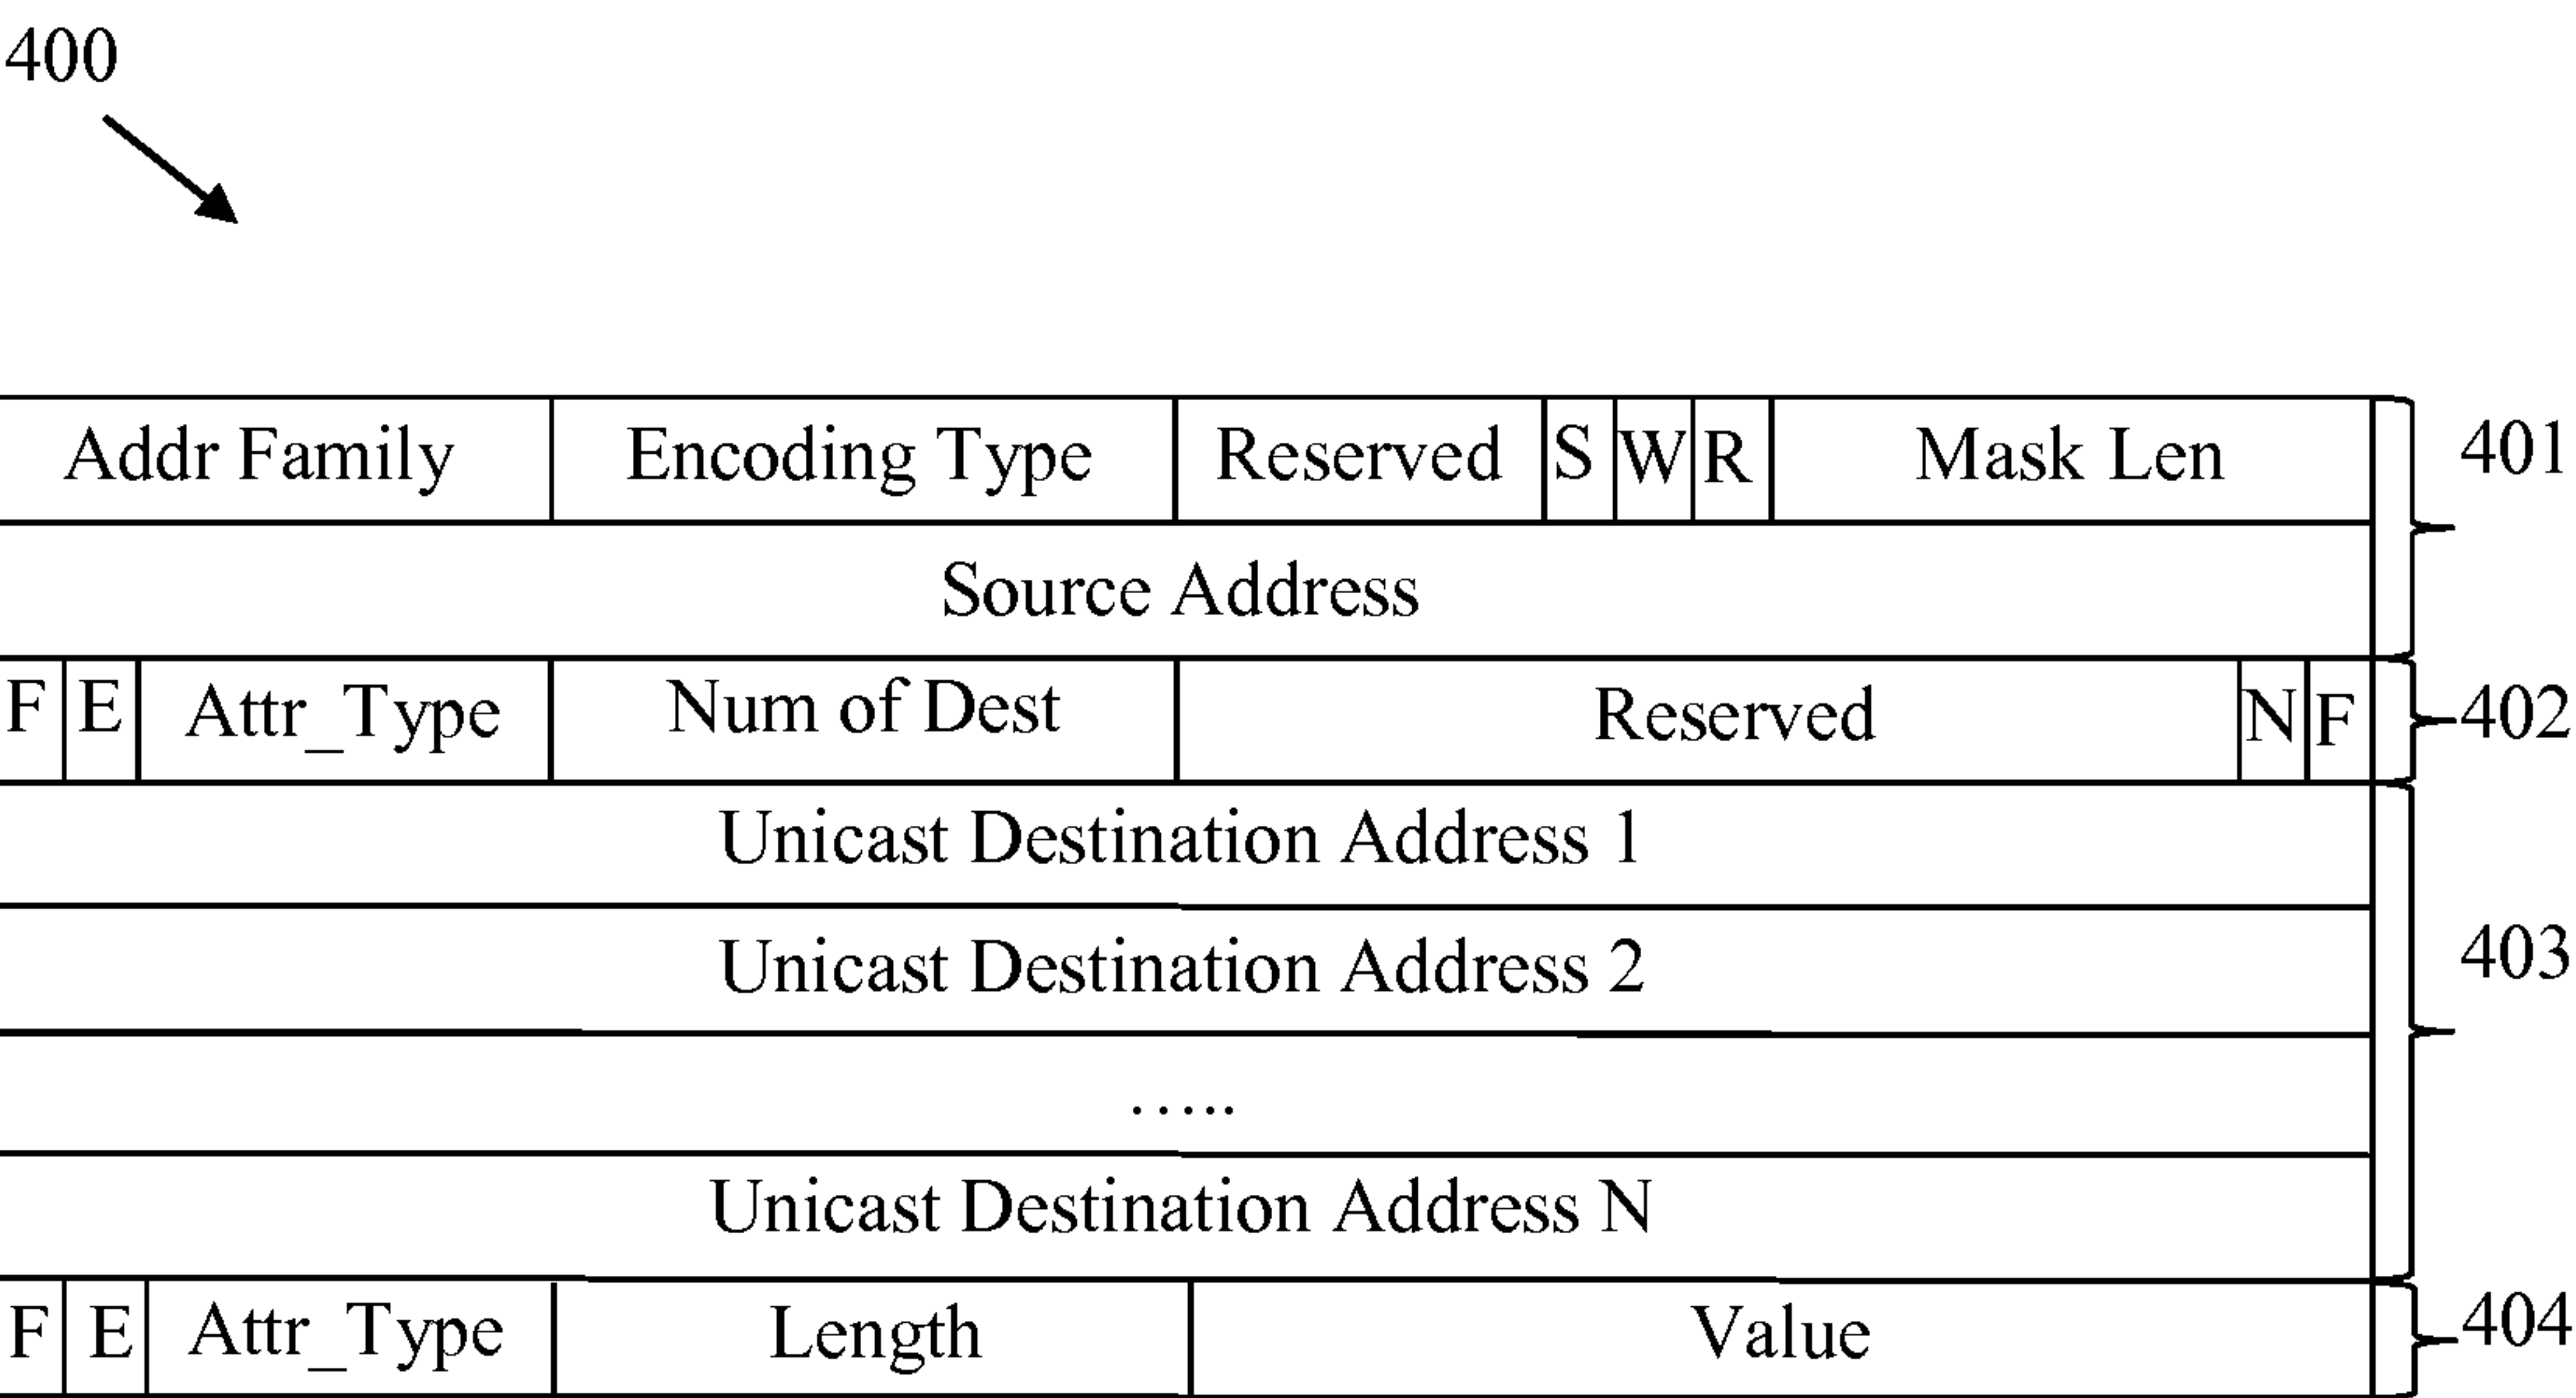 400
Addr Family Encoding Type Reserved S W R Mask Len 401
Source Address
F E Attr_Type Num of Dest Reserved N F 402
Unicast Destination Address 1
Unicast Destination Address 2 403
.....
Unicast Destination Address N
F E Attr_Type Length Value 404